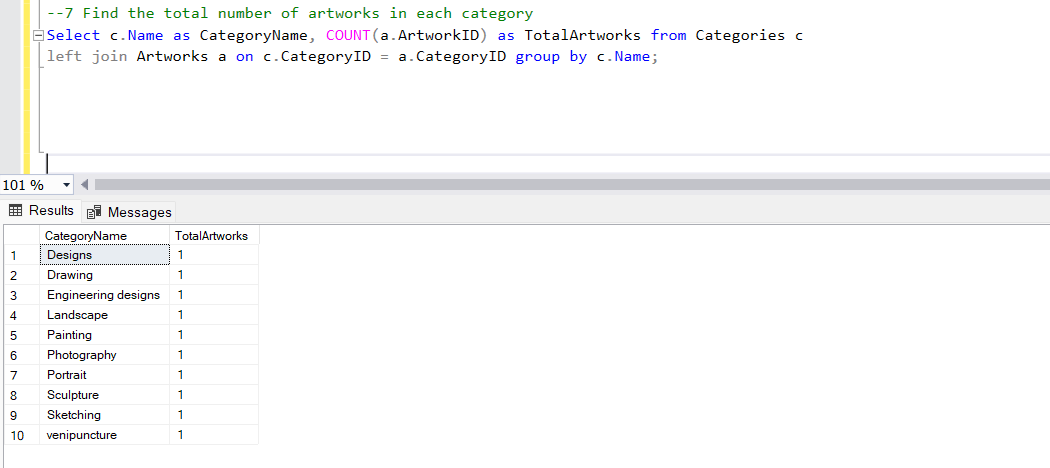 --7 Find the total number of artworks in each category
Select c.Name as CategoryName, COUNT(a.ArtworkID) as TotalArtworks from Categories c
left join Artworks a on c.CategoryID = a.CategoryID group by c.Name;
101 %
Results Messages
CategoryName TotalArtworks
1 Designs 1
2 Drawing 1
3 Engineering designs 1
4 Landscape 1
5 Painting 1
6 Photography 1
7 Portrait 1
8 Sculpture 1
9 Sketching 1
10 venipuncture 1